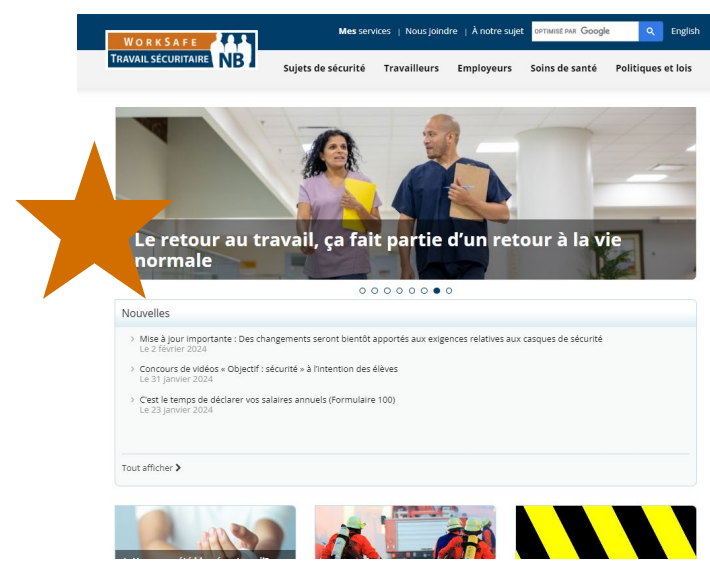 WORKSAFE
TRAVAIL SÉCURITAIRE NB
Mes services | Nous joindre | À notre sujet
OPTIMISÉ PAR Google
English
Sujets de sécurité Travailleurs Employeurs Soins de santé Politiques et lois
Le retour au travail, ça fait partie d'un retour à la vie
normale
Nouvelles
Mise à jour importante : Des changements seront bientôt apportés aux exigences relatives aux casques de sécurité
Le 2 février 2024
Concours de vidéos « Objectif : sécurité » à l'intention des élèves
Le 31 janvier 2024
C'est le temps de déclarer vos salaires annuels (Formulaire 100)
Le 23 janvier 2024
Tout afficher